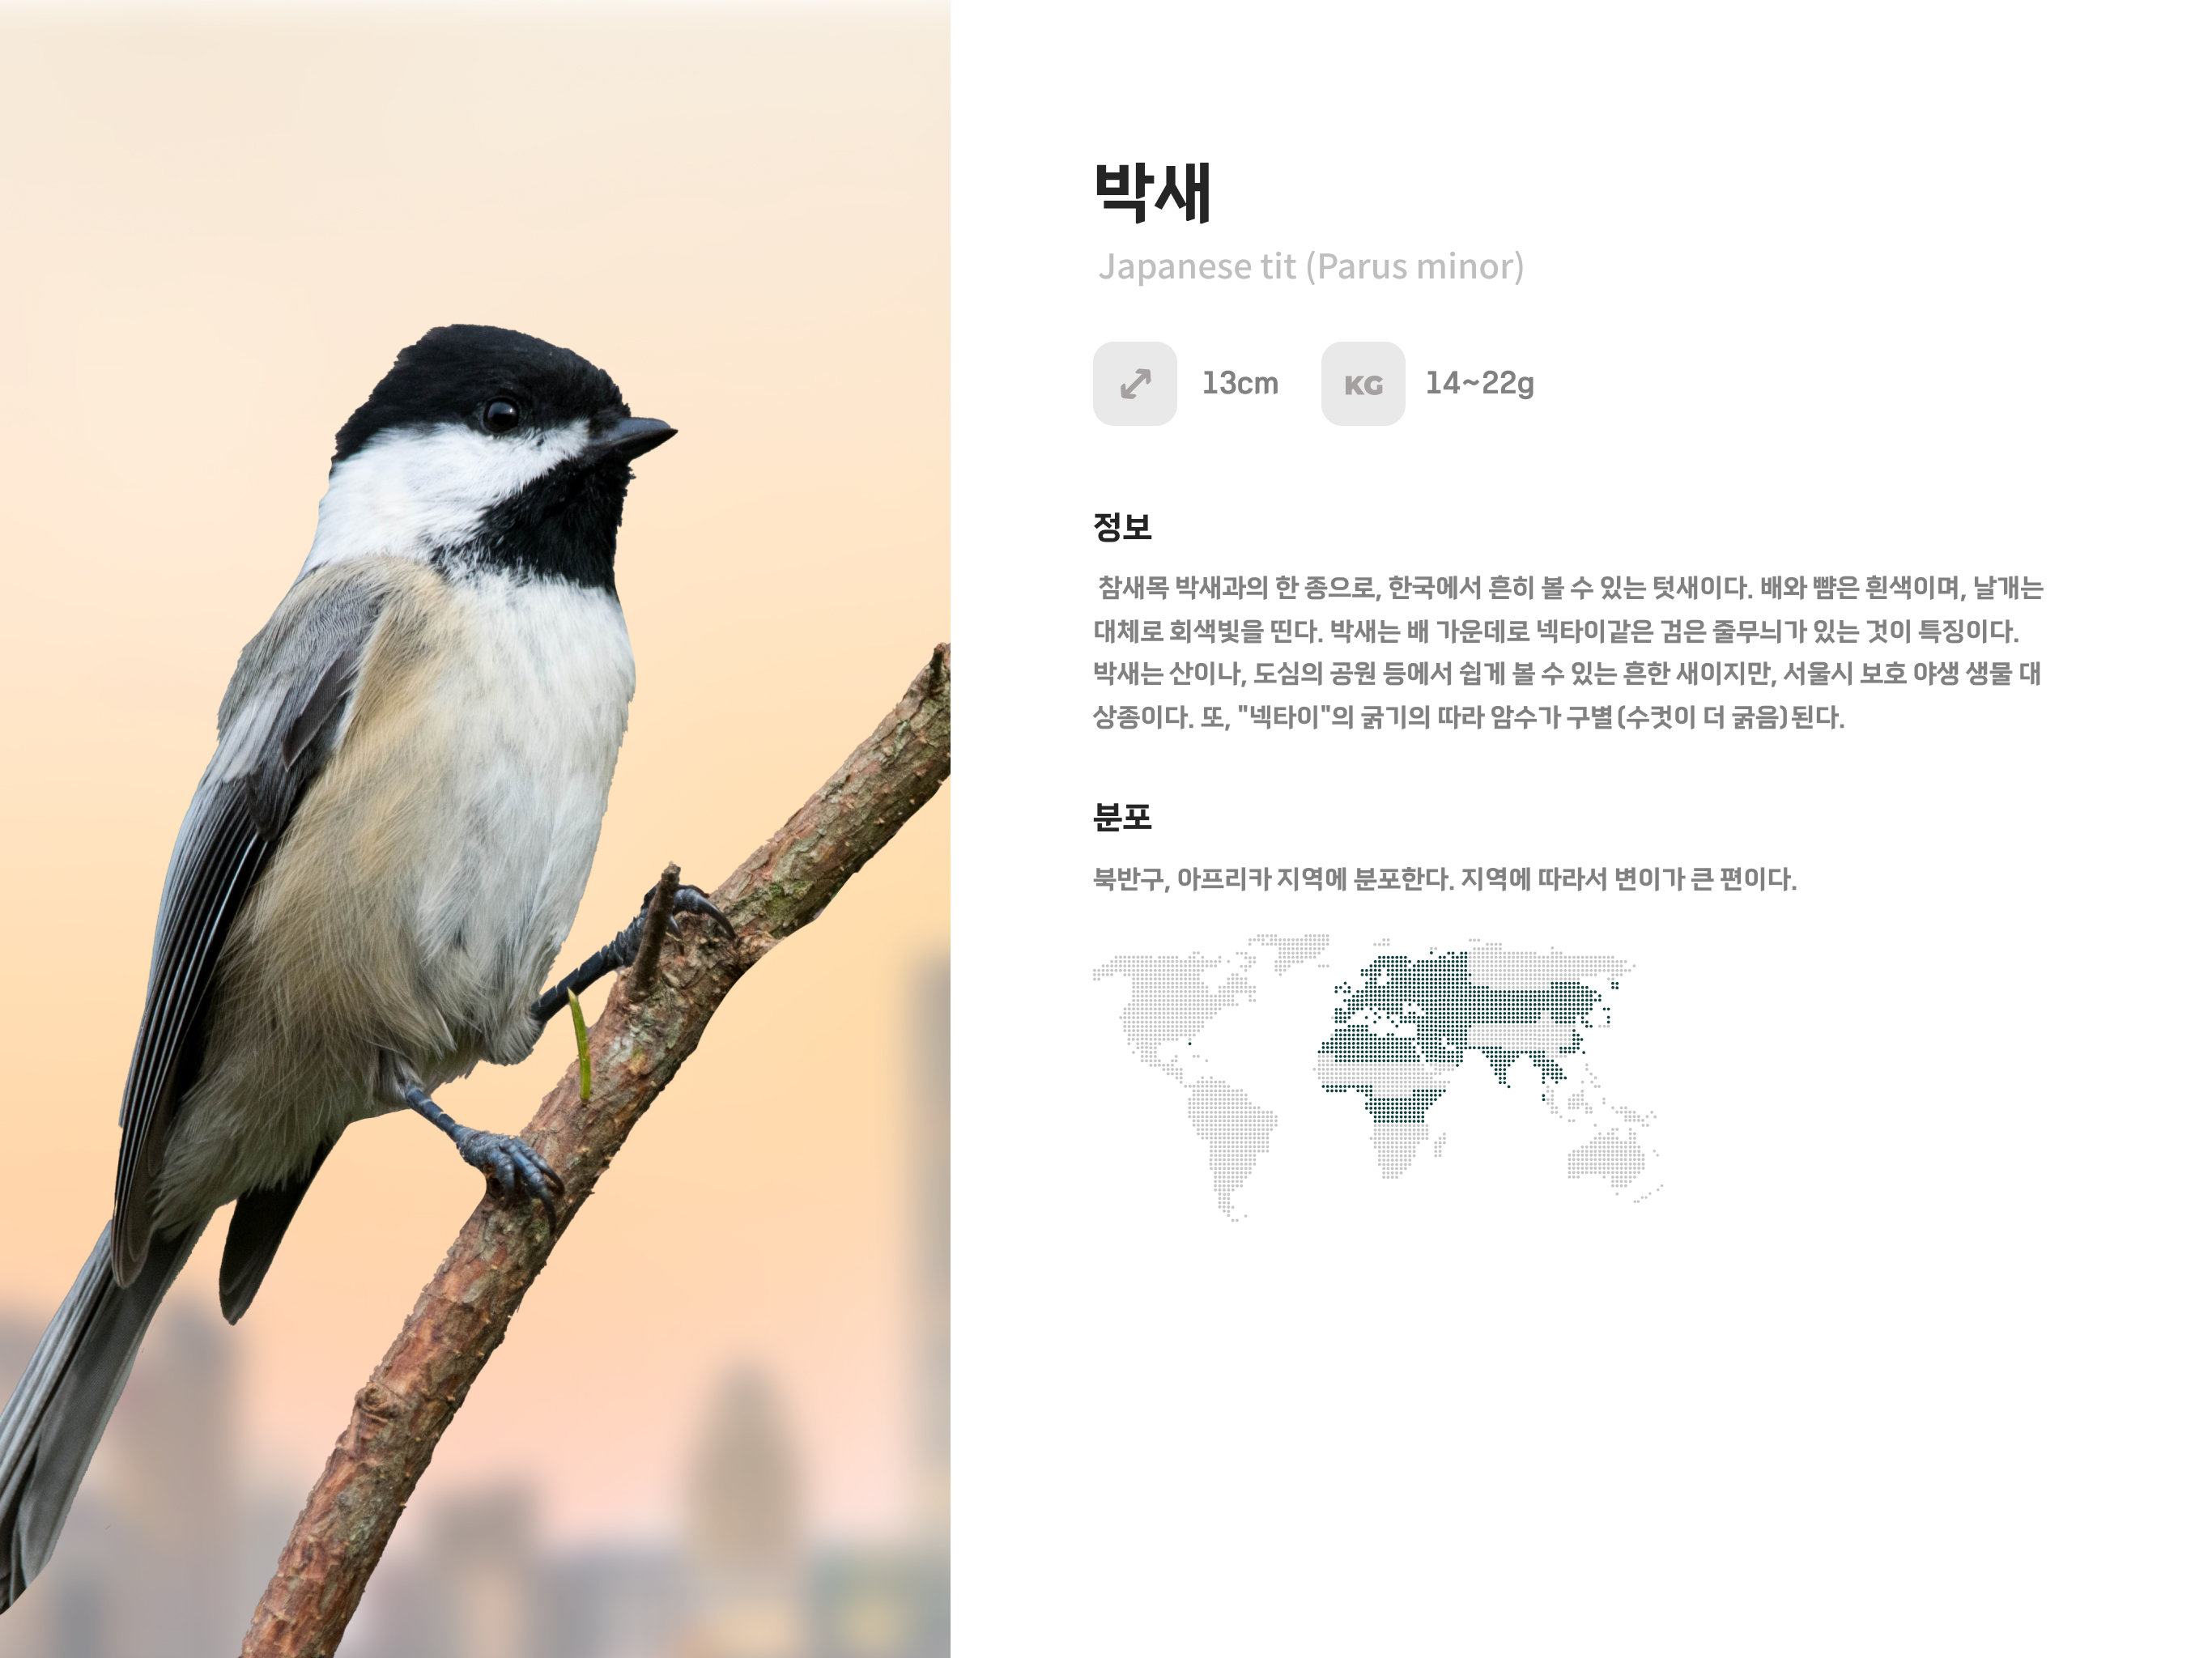 박새
Japanese tit (Parus minor)
13cm
KG
14~22g
정보
참새목 박새과의 한 종으로, 한국에서 흔히 볼 수 있는 텃새이다. 배와 뺨은 흰색이며, 날개는
대체로 회색빛을 띤다. 박새는 배 가운데로 넥타이같은 검은 줄무늬가 있는 것이 특징이다.
박새는 산이나, 도심의 공원 등에서 쉽게 볼 수 있는 흔한 새이지만, 서울시 보호 야생 생물 대
상종이다. 또, "넥타이"의 굵기의 따라 암수가 구별(수컷이 더 굵음)된다.
분포
북반구, 아프리카 지역에 분포한다. 지역에 따라서 변이가 큰 편이다.